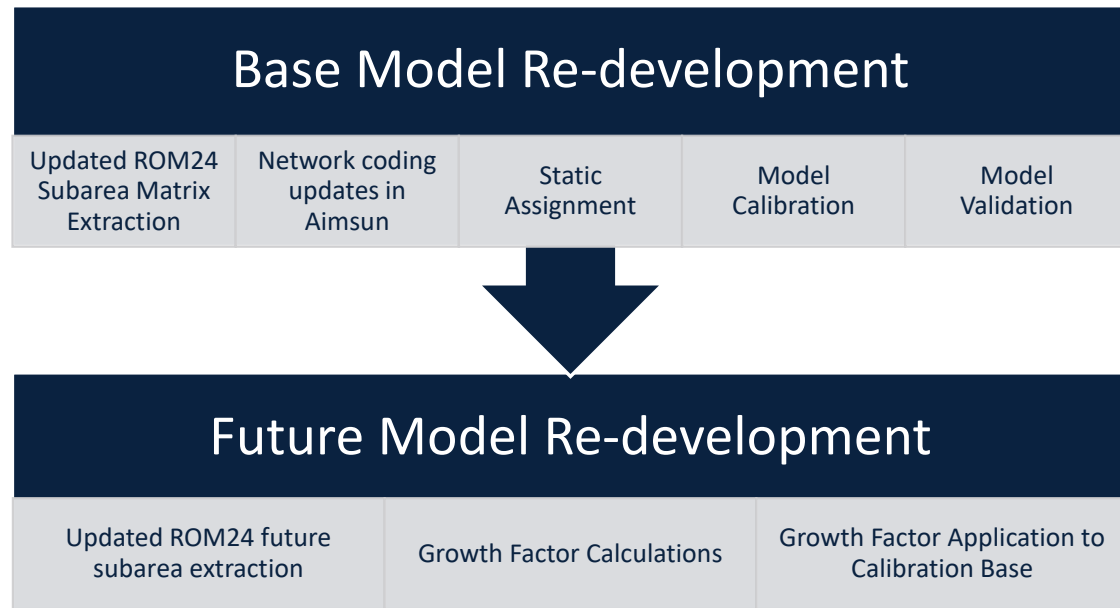 Base Model Re-development
Updated ROM24
Subarea Matrix
Extraction
Network coding
updates in
Aimsun
Static
Assignment
Model
Calibration
Model
Validation
Future Model Re-development
Updated ROM24 future
subarea extraction
Growth Factor Calculations
Growth Factor Application to
Calibration Base